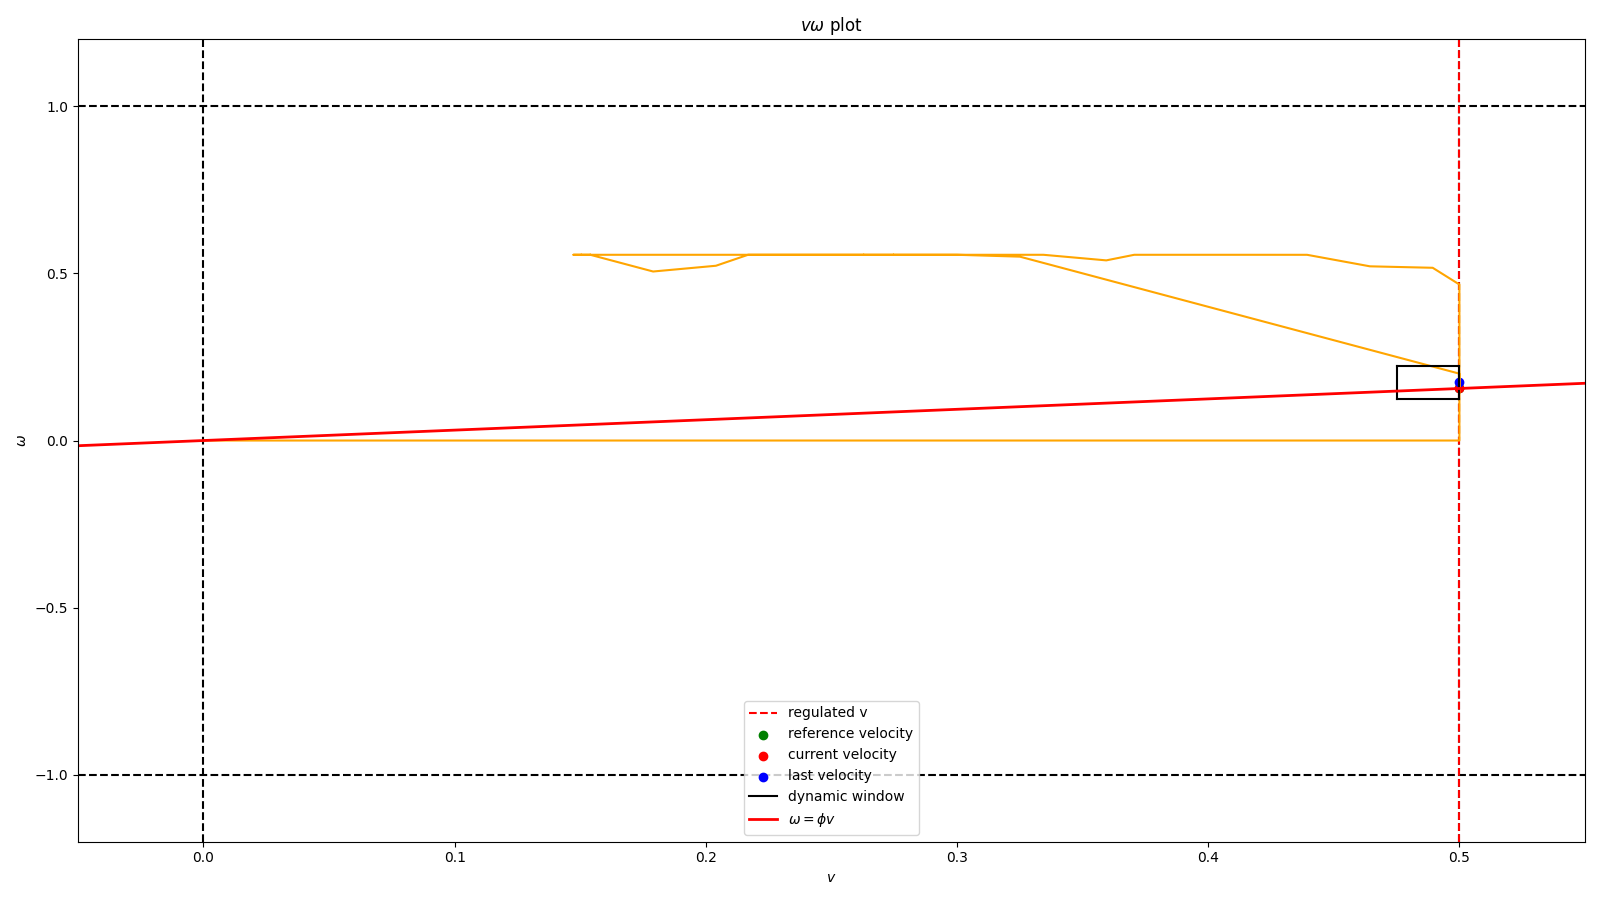 vω plot
1.0
0.5
0.0
−0.5
−1.0
ω
regulated v
reference velocity
current velocity
last velocity
dynamic window
ω = ϕv
0.0 0.1 0.2 0.3 0.4 0.5
v